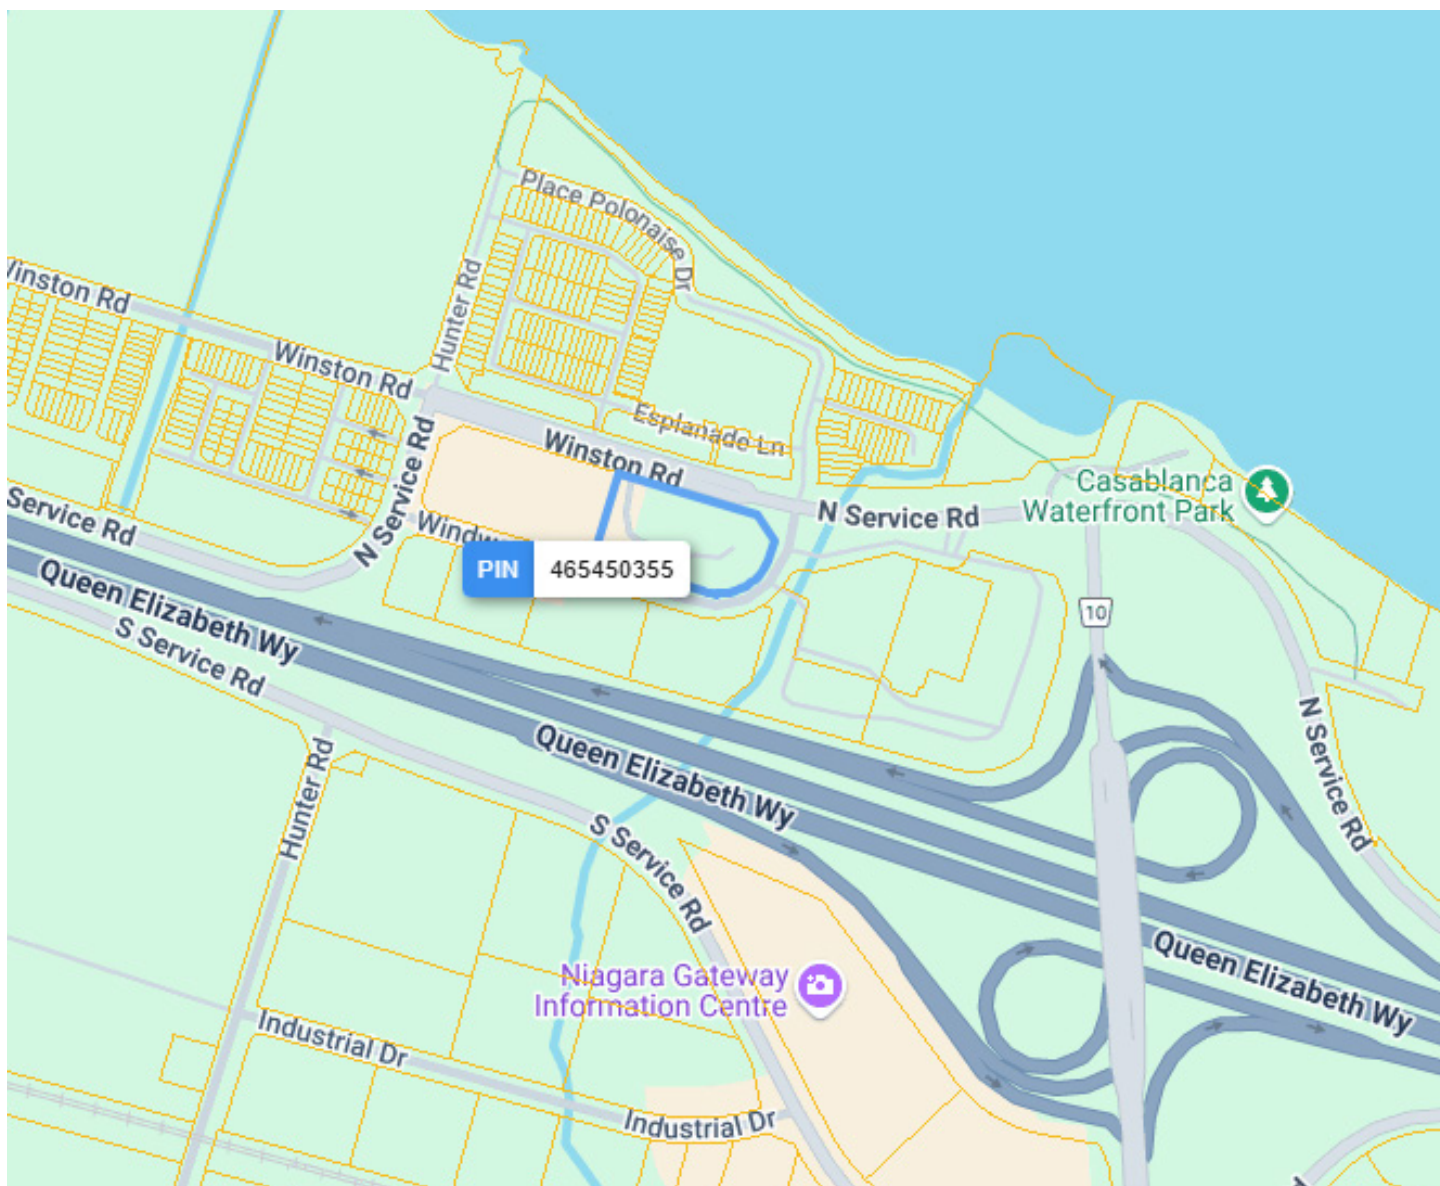 Place Polonaise Dr
Winston Rd
Hunter Rd
Winston Rd
Esplanade Ln
Winston Rd
N Service Rd
Casablanca
Waterfront Park
N Service Rd
Service Rd
PIN 465450355
Queen Elizabeth Wy
10
S Service Rd
N Service Rd
Queen Elizabeth Wy
Hunter Rd
S Service Rd
Queen Elizabeth Wy
Niagara Gateway
Information Centre
Industrial Dr
Industrial Dr